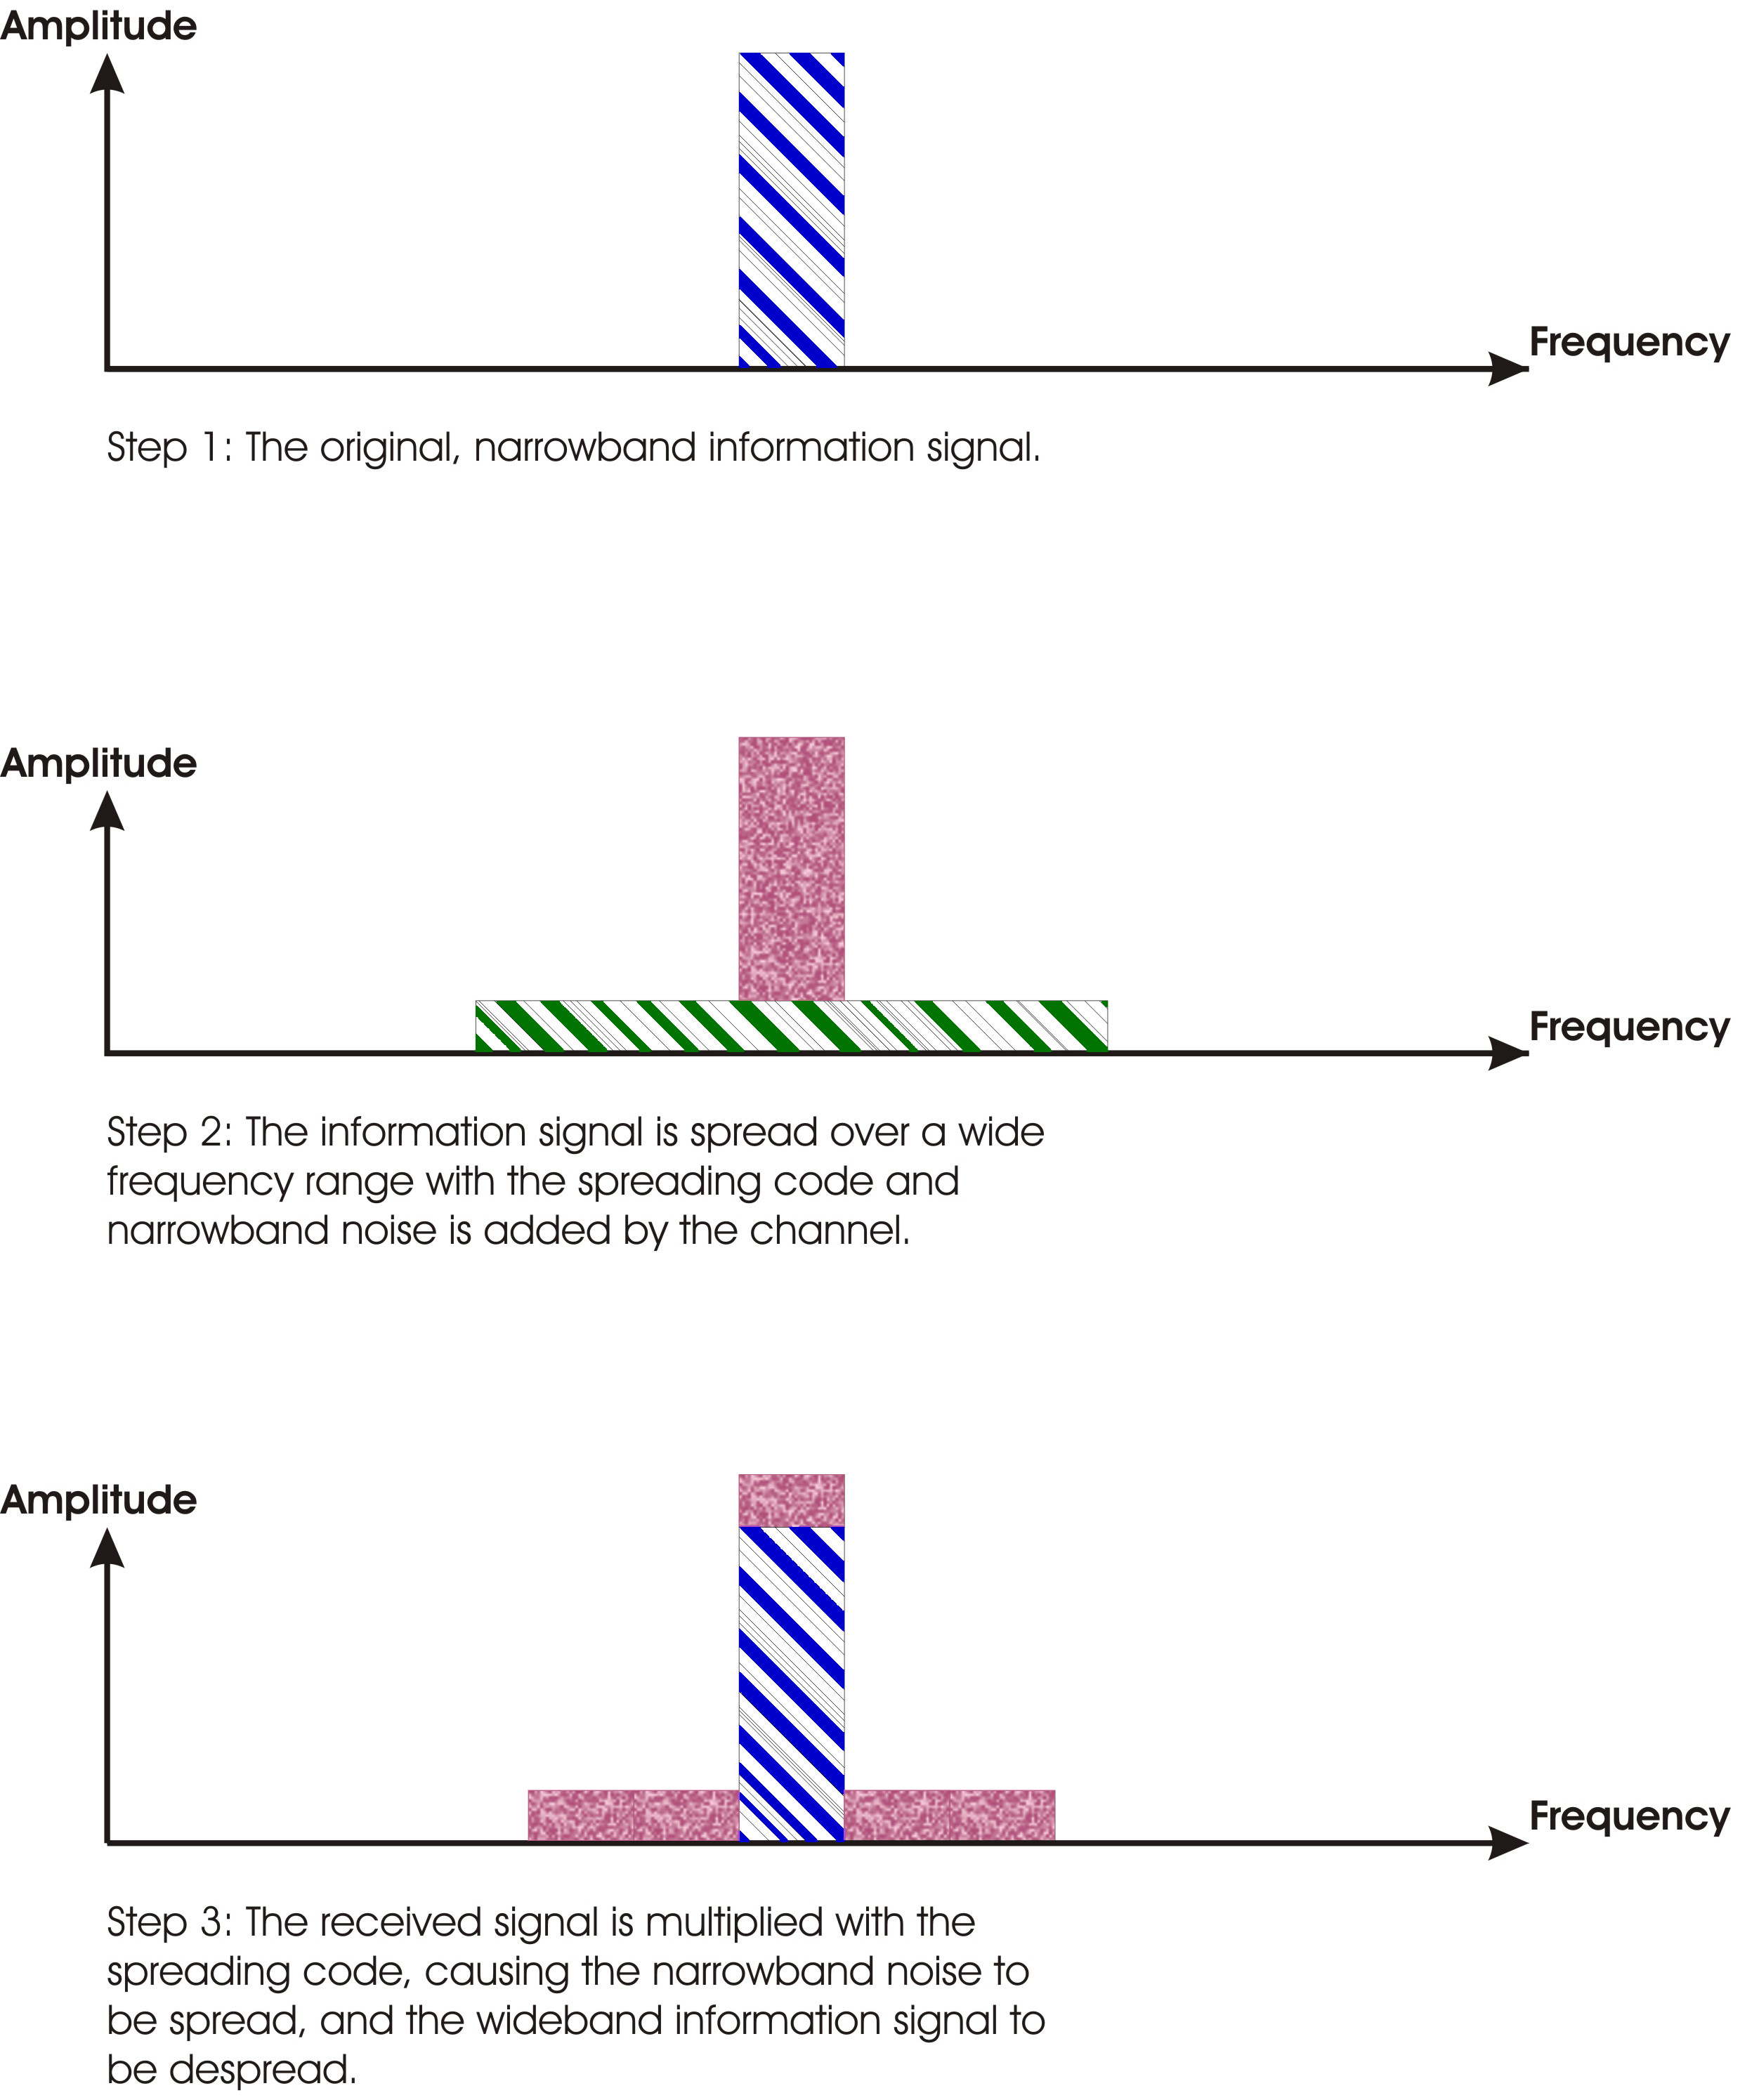 Amplitude
Frequency
Step 1: The original, narrowband information signal.
Amplitude
Frequency
Step 2: The information signal is spread over a wide
frequency range with the spreading code and
narrowband noise is added by the channel.
Amplitude
Frequency
Step 3: The received signal is multiplied with the
spreading code, causing the narrowband noise to
be spread, and the wideband information signal to
be despread.